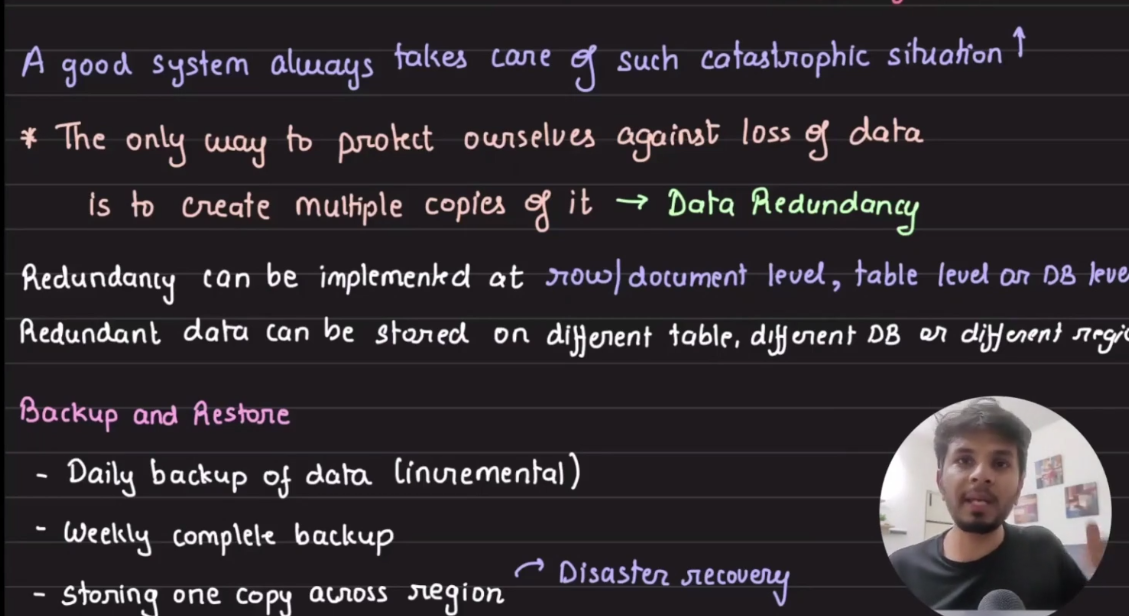 A good system always takes care of such catastrophic situation ↑
* The only way to protect ourselves against loss of data
is to create multiple copies of it → Data Redundancy
Redundancy can be implemented at row/document level, table level or DB leve
Redundant data can be stored on different table, different DB or different regi
Backup and Restore
- Daily backup of data (incremental)
- Weekly complete backup
- Storing one copy across region → Disaster recovery